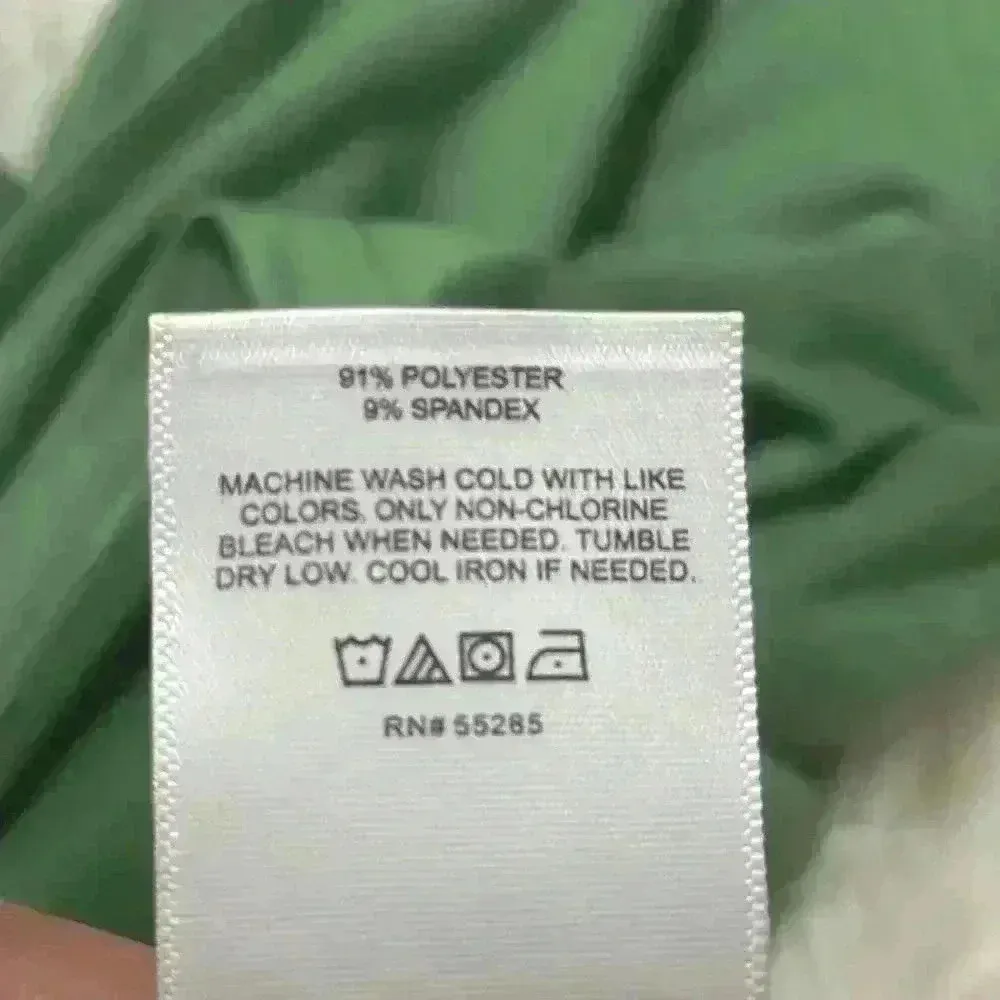 91% POLYESTER
9% SPANDEX
MACHINE WASH COLD WITH LIKE
COLORS. ONLY NON-CHLORINE
BLEACH WHEN NEEDED. TUMBLE
DRY LOW. COOL IRON IF NEEDED.
RN# 55285